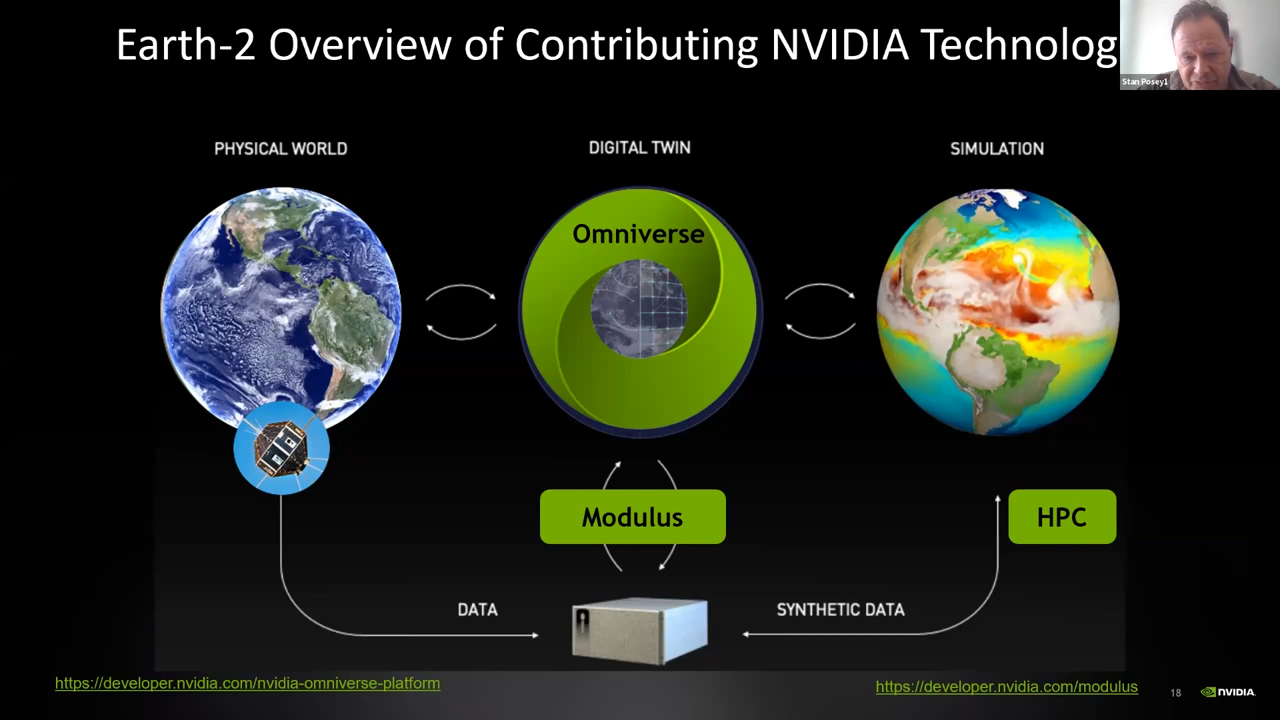 Earth-2 Overview of Contributing NVIDIA Technolog
Stan Posey1
PHYSICAL WORLD
DIGITAL TWIN
SIMULATION
Omniverse
Modulus
HPC
DATA
SYNTHETIC DATA
https://developer.nvidia.com/nvidia-omniverse-platform
https://developer.nvidia.com/modulus
18
NVIDIA.